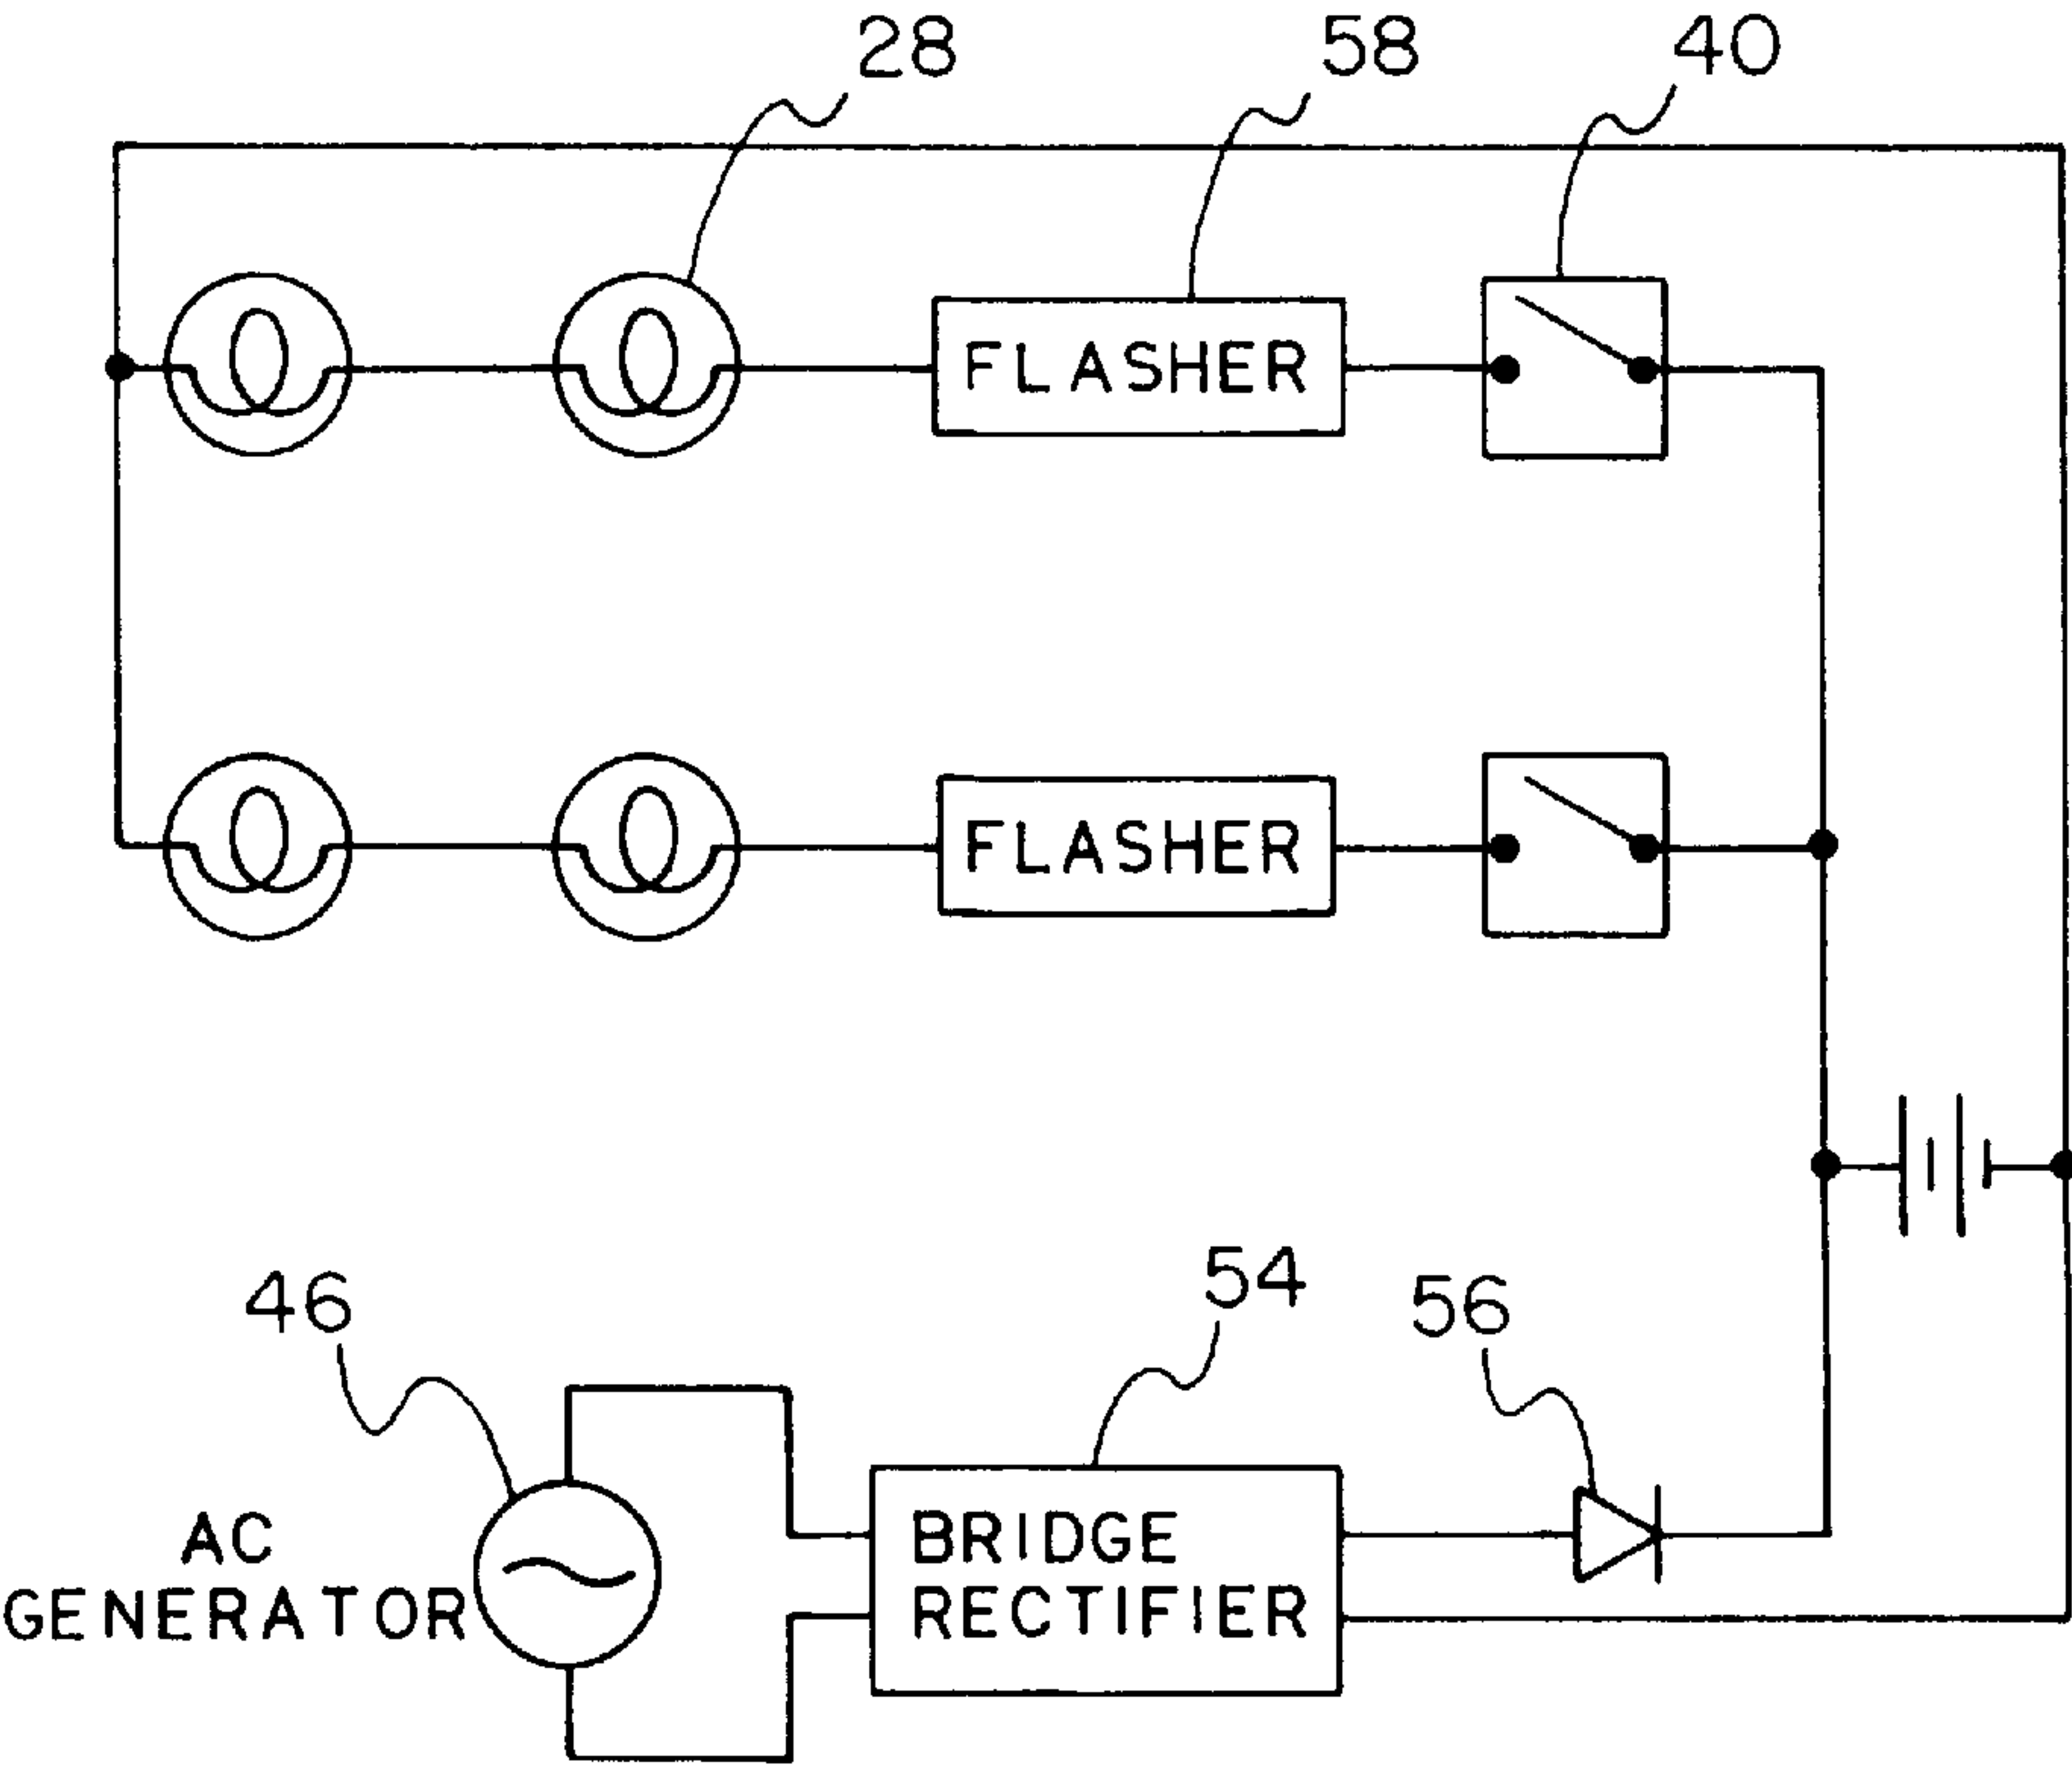 28 58 40
FLASHER
FLASHER
46 54 56
AC
GENERATOR
BRIDGE
RECTIFIER